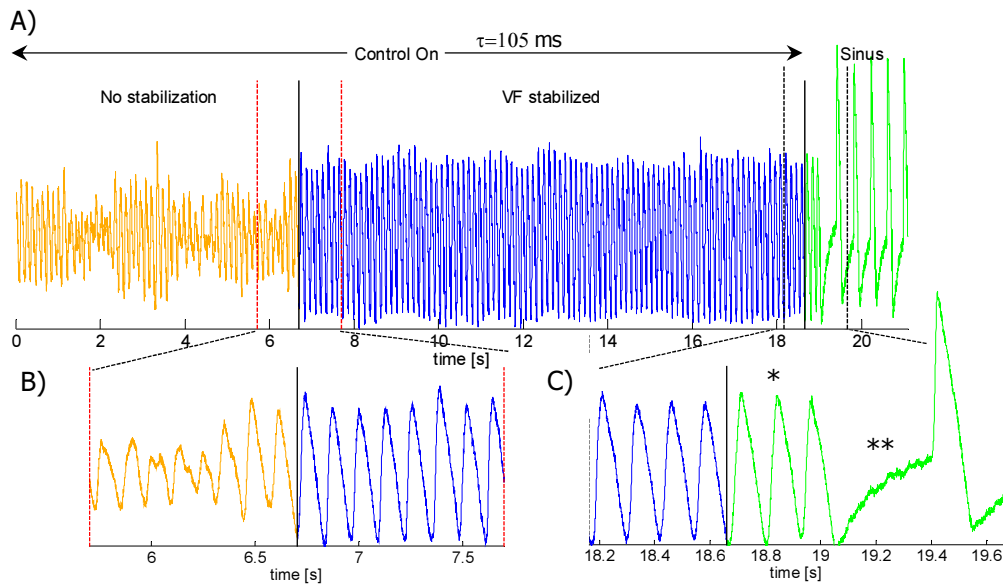 A)
τ=105 ms
Control On
Sinus
No stabilization
VF stabilized
0 2 4 6 8 10 12 14 16 18 20
time [s]
B)
C)
*
**
6 6.5 7 7.5
time [s]
18.2 18.4 18.6 18.8 19 19.2 19.4 19.6
time [s]